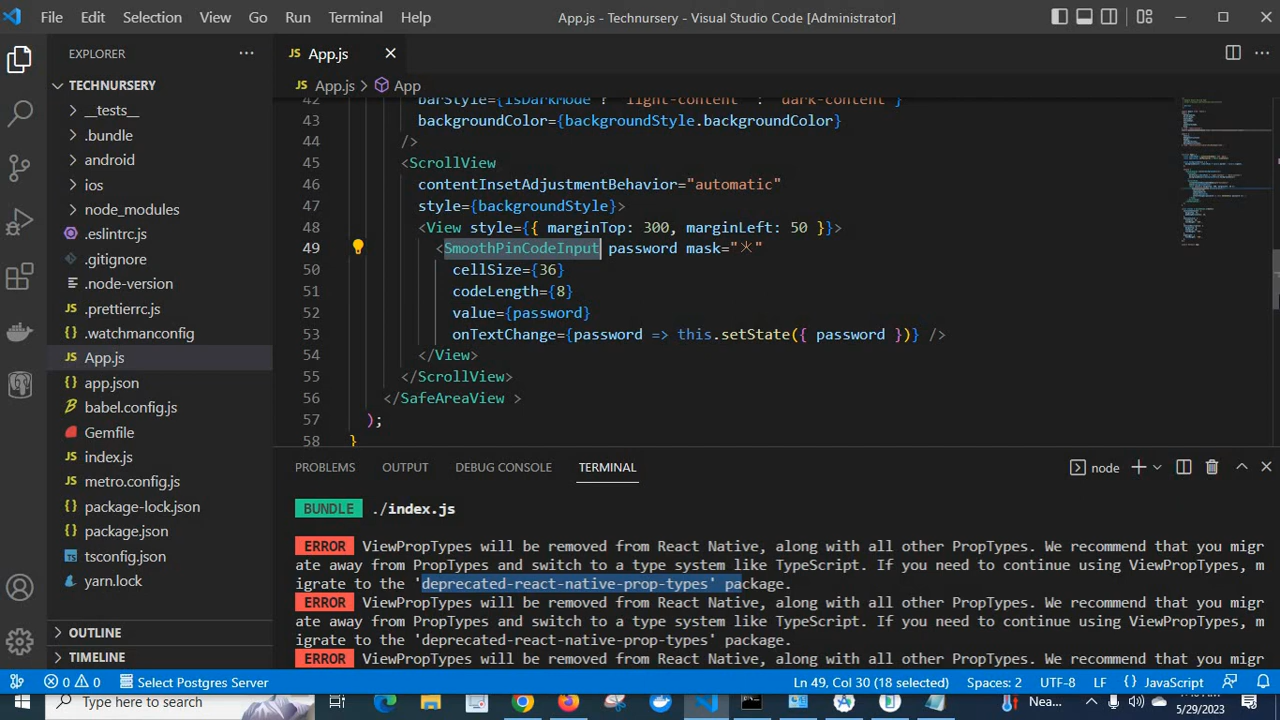 File Edit Selection View Go Run Terminal Help App.js - Technursery - Visual Studio Code [Administrator]
EXPLORER
TECHNURSERY
__tests__
.bundle
android
ios
node_modules
.eslintrc.js
.gitignore
.node-version
JS .prettierrc.js
.watchmanconfig
JS App.js
app.json
babel.config.js
Gemfile
JS index.js
JS metro.config.js
package-lock.json
package.json
tsconfig.json
yarn.lock
OUTLINE
TIMELINE
JS App.js
JS App.js > App
42 barStyle={isDarkMode ? 'light-content' : 'dark-content'}
43 backgroundColor={backgroundStyle.backgroundColor}
44 />
45 <ScrollView
46 contentInsetAdjustmentBehavior="automatic"
47 style={backgroundStyle}>
48 <View style={{ marginTop: 300, marginLeft: 50 }}>
49 <SmoothPinCodeInput password mask="﹡"
50 cellSize={36}
51 codeLength={8}
52 value={password}
53 onTextChange={password => this.setState({ password })} />
54 </View>
55 </ScrollView>
56 </SafeAreaView >
57 );
58 }
PROBLEMS OUTPUT DEBUG CONSOLE TERMINAL node
BUNDLE ./index.js
ERROR ViewPropTypes will be removed from React Native, along with all other PropTypes. We recommend that you migr
ate away from PropTypes and switch to a type system like TypeScript. If you need to continue using ViewPropTypes, m
igrate to the 'deprecated-react-native-prop-types' package.
ERROR ViewPropTypes will be removed from React Native, along with all other PropTypes. We recommend that you migr
ate away from PropTypes and switch to a type system like TypeScript. If you need to continue using ViewPropTypes, m
igrate to the 'deprecated-react-native-prop-types' package.
ERROR ViewPropTypes will be removed from React Native, along with all other PropTypes. We recommend that you migr
0 0 Select Postgres Server Ln 49, Col 30 (18 selected) Spaces: 2 UTF-8 LF {} JavaScript
Type here to search Nea...
5/29/2023